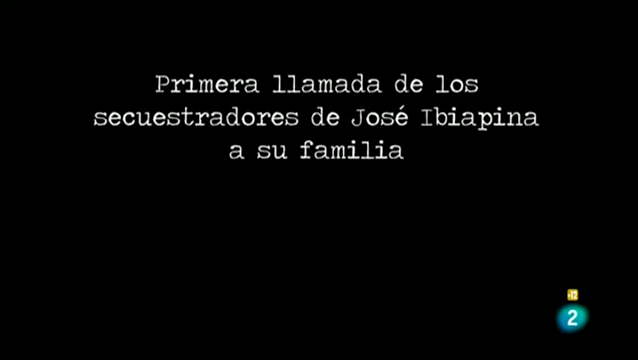 Primera llamada de los
secuestradores de José Ibiapina
a su familia
2